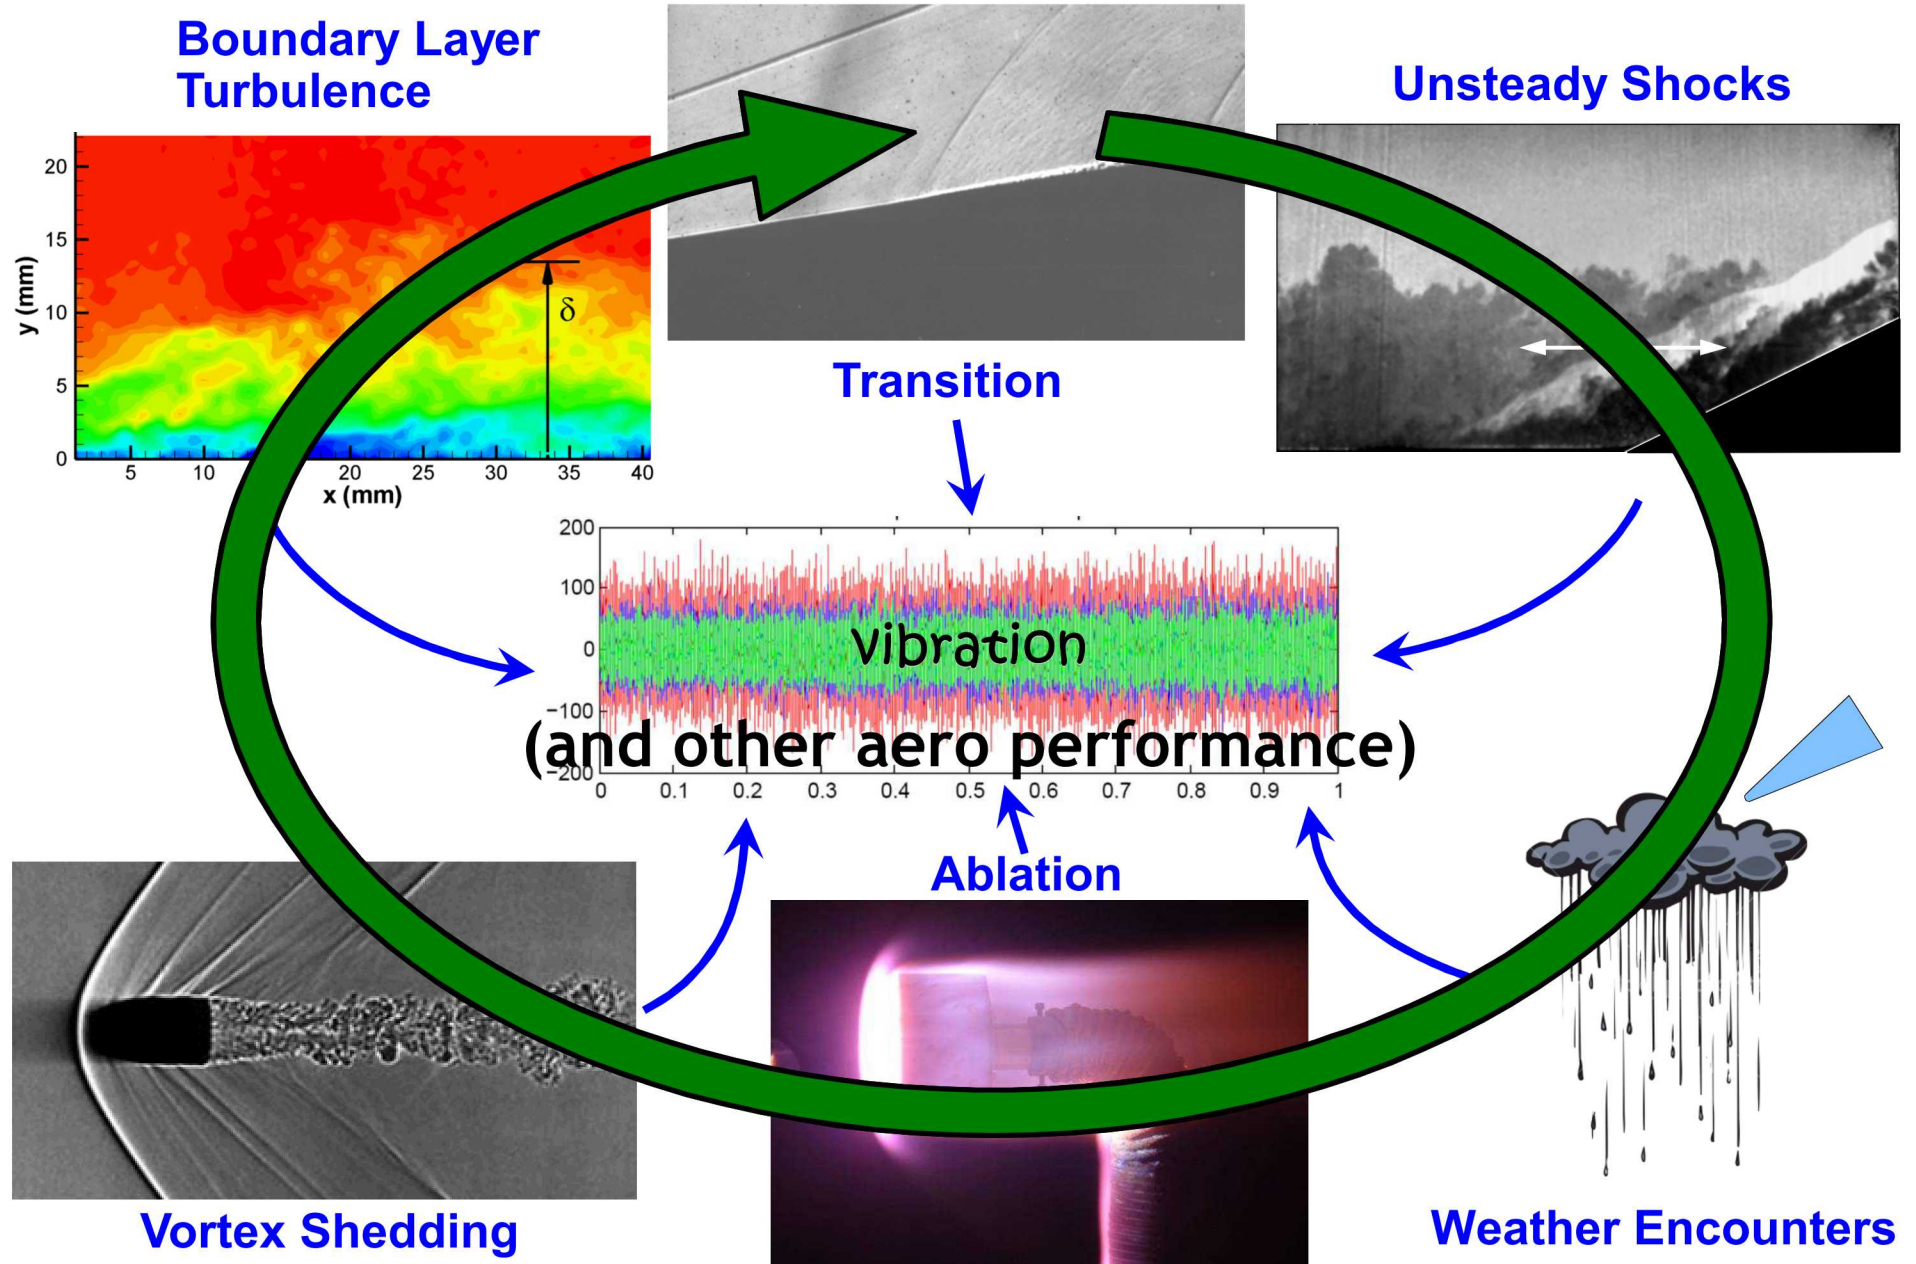 Boundary Layer
Turbulence
Unsteady Shocks
20
15
10
5
0
y (mm)
δ
5 10 20 25 30 35 40
x (mm)
Transition
200
100
0
−100
−200
vibration
(and other aero performance)
0 0.1 0.2 0.3 0.4 0.5 0.6 0.7 0.8 0.9 1
Ablation
Vortex Shedding
Weather Encounters